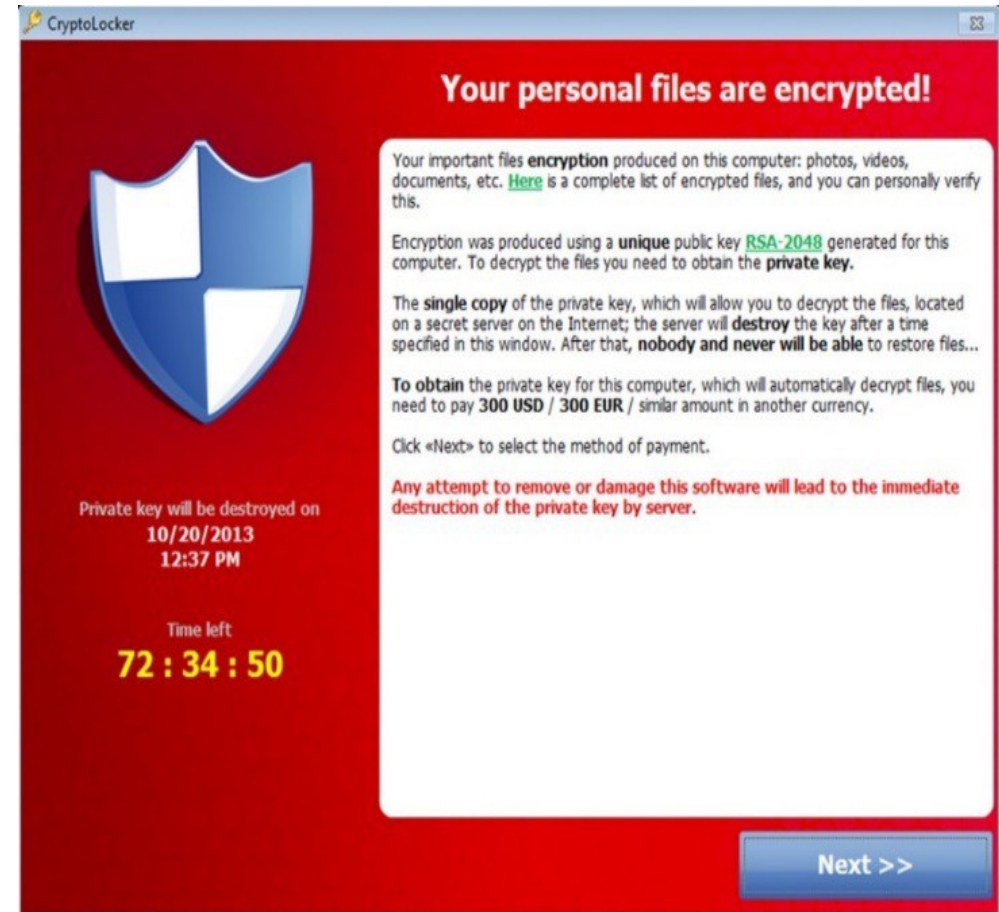 CryptoLocker
Your personal files are encrypted!
Your important files encryption produced on this computer: photos, videos,
documents, etc. Here is a complete list of encrypted files, and you can personally verify
this.
Encryption was produced using a unique public key RSA-2048 generated for this
computer. To decrypt the files you need to obtain the private key.
The single copy of the private key, which will allow you to decrypt the files, located
on a secret server on the Internet; the server will destroy the key after a time
specified in this window. After that, nobody and never will be able to restore files...
To obtain the private key for this computer, which will automatically decrypt files, you
need to pay 300 USD / 300 EUR / similar amount in another currency.
Click «Next» to select the method of payment.
Any attempt to remove or damage this software will lead to the immediate
destruction of the private key by server.
Private key will be destroyed on
10/20/2013
12:37 PM
Time left
72 : 34 : 50
Next >>